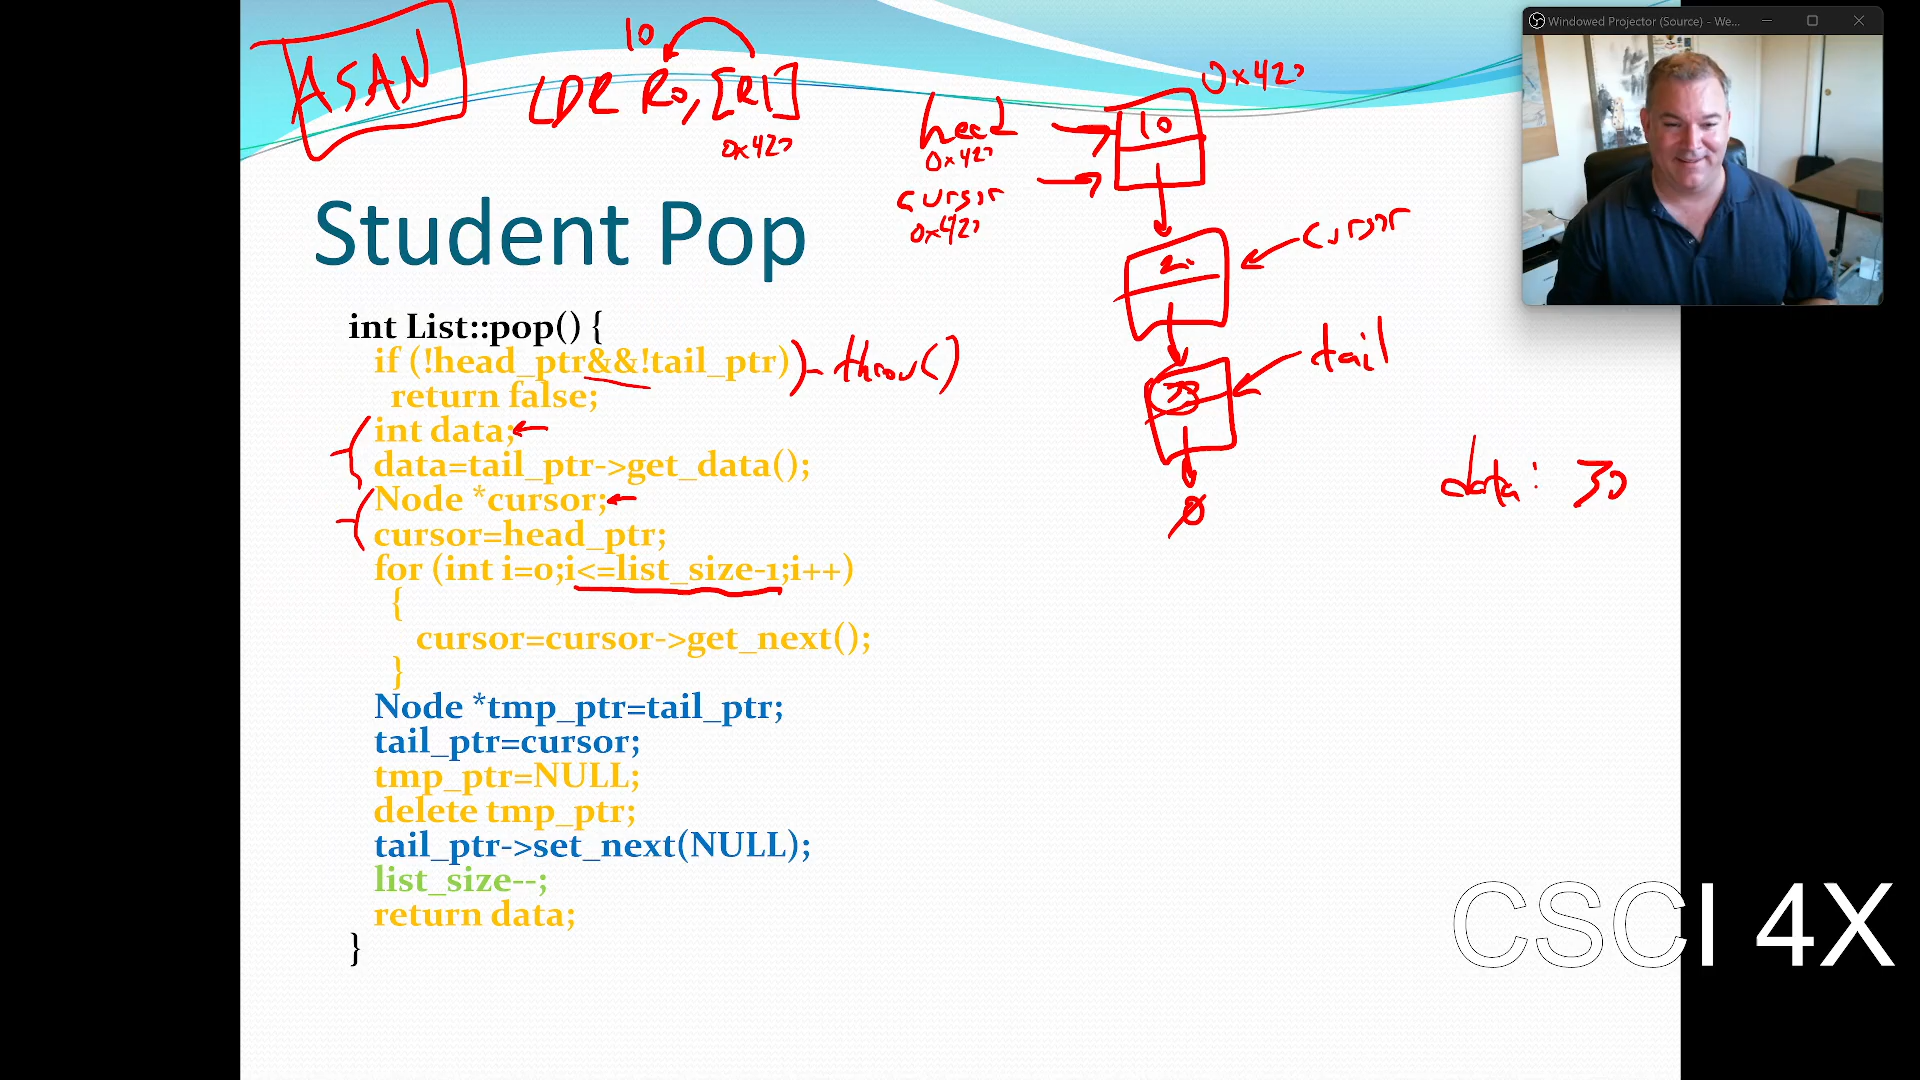 Windowed Projector (Source) - We...
ASAN
10
LDR R0, [R1]
0x420
0x420
head
0x420
cursor
0x420
10
20
cursor
30
tail
Ø
data: 30
Student Pop
int List::pop() {
if (!head_ptr&&!tail_ptr)
throw()
return false;
int data;
data=tail_ptr->get_data();
Node *cursor;
cursor=head_ptr;
for (int i=0;i<=list_size-1;i++)
{
cursor=cursor->get_next();
}
Node *tmp_ptr=tail_ptr;
tail_ptr=cursor;
tmp_ptr=NULL;
delete tmp_ptr;
tail_ptr->set_next(NULL);
list_size--;
return data;
}
CSCI 4X